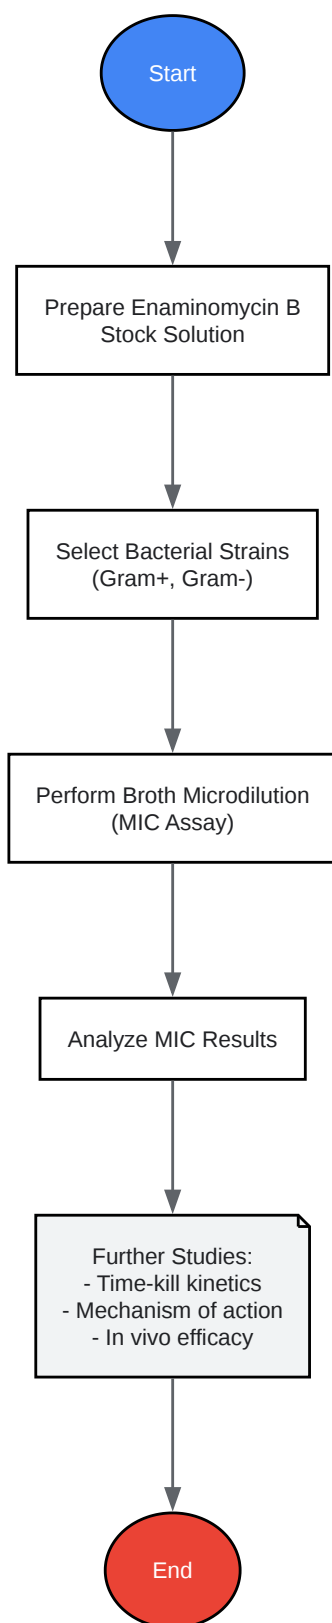 Start
Prepare Enaminomycin B
Stock Solution
Select Bacterial Strains
(Gram+, Gram-)
Perform Broth Microdilution
(MIC Assay)
Analyze MIC Results
Further Studies:
- Time-kill kinetics
- Mechanism of action
- In vivo efficacy
End